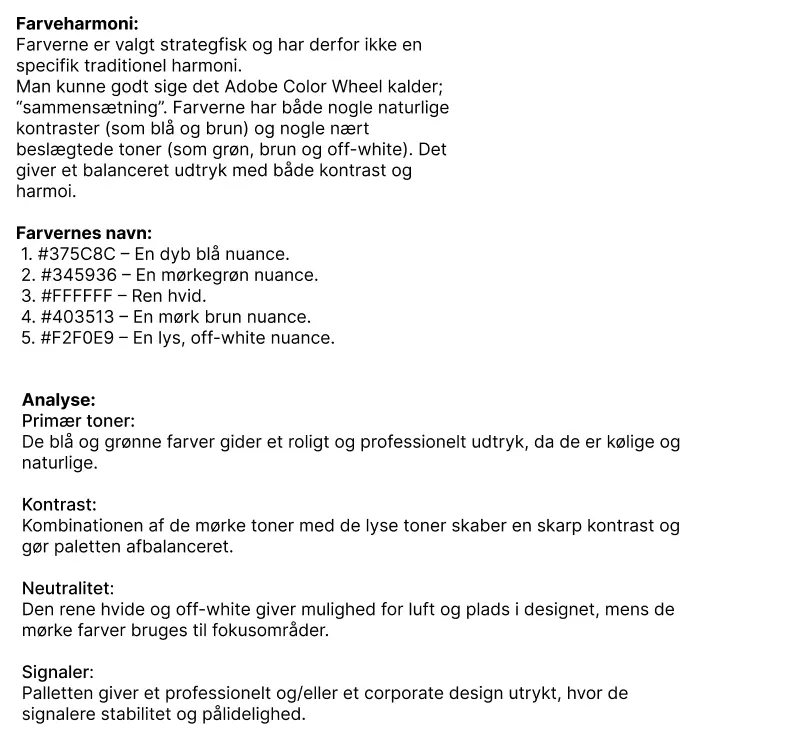 Farveharmoni:
Farverne er valgt strategfisk og har derfor ikke en
specifik traditionel harmoni.
Man kunne godt sige det Adobe Color Wheel kalder;
“sammensætning”. Farverne har både nogle naturlige
kontraster (som blå og brun) og nogle nært
beslægtede toner (som grøn, brun og off-white). Det
giver et balanceret udtryk med både kontrast og
harmoi.
Farvernes navn:
1. #375C8C – En dyb blå nuance.
2. #345936 – En mørkegrøn nuance.
3. #FFFFFF – Ren hvid.
4. #403513 – En mørk brun nuance.
5. #F2F0E9 – En lys, off-white nuance.
Analyse:
Primær toner:
De blå og grønne farver gider et roligt og professionelt udtryk, da de er kølige og
naturlige.
Kontrast:
Kombinationen af de mørke toner med de lyse toner skaber en skarp kontrast og
gør paletten afbalanceret.
Neutralitet:
Den rene hvide og off-white giver mulighed for luft og plads i designet, mens de
mørke farver bruges til fokusområder.
Signaler:
Palletten giver et professionelt og/eller et corporate design utrykt, hvor de
signalere stabilitet og pålidelighed.